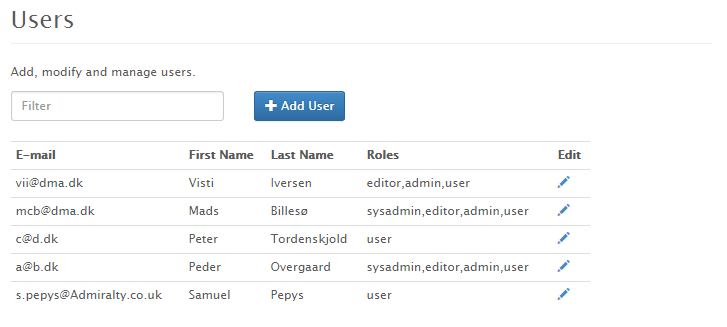 Users
Add, modify and manage users.
Filter Add User
E-mail First Name Last Name Roles Edit
vii@dma.dk Visti Iversen editor,admin,user
mcb@dma.dk Mads Billesø sysadmin,editor,admin,user
c@d.dk Peter Tordenskjold user
a@b.dk Peder Overgaard sysadmin,editor,admin,user
s.pepys@Admiralty.co.uk Samuel Pepys user